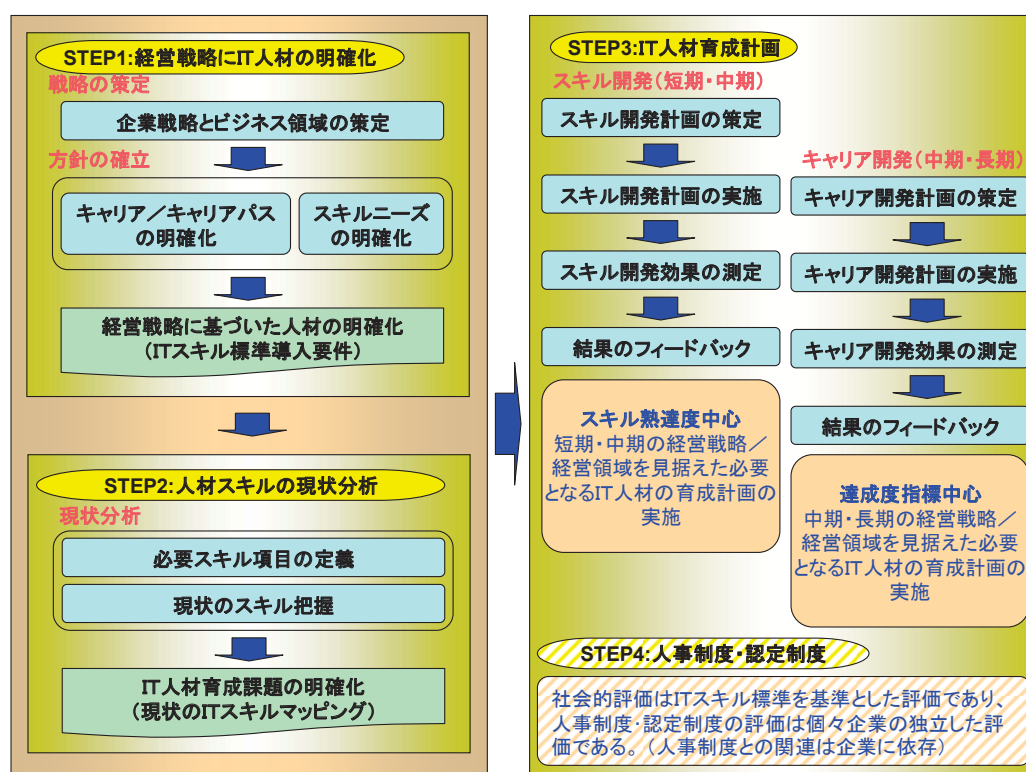 STEP1:経営戦略にIT人材の明確化
戦略の策定
企業戦略とビジネス領域の策定
方針の確立
キャリア／キャリアパス
の明確化
スキルニーズ
の明確化
経営戦略に基づいた人材の明確化
(ITスキル標準導入要件)
STEP2:人材スキルの現状分析
現状分析
必要スキル項目の定義
現状のスキル把握
IT人材育成課題の明確化
(現状のITスキルマッピング)
STEP3:IT人材育成計画
スキル開発(短期・中期)
スキル開発計画の策定
スキル開発計画の実施
スキル開発効果の測定
結果のフィードバック
スキル熟達度中心
短期・中期の経営戦略／
経営領域を見据えた必要
となるIT人材の育成計画の
実施
キャリア開発(中期・長期)
キャリア開発計画の策定
キャリア開発計画の実施
キャリア開発効果の測定
結果のフィードバック
達成度指標中心
中期・長期の経営戦略／
経営領域を見据えた必要
となるIT人材の育成計画の
実施
STEP4:人事制度・認定制度
社会的評価はITスキル標準を基準とした評価であり、
人事制度・認定制度の評価は個々企業の独立した評
価である。（人事制度との関連は企業に依存）